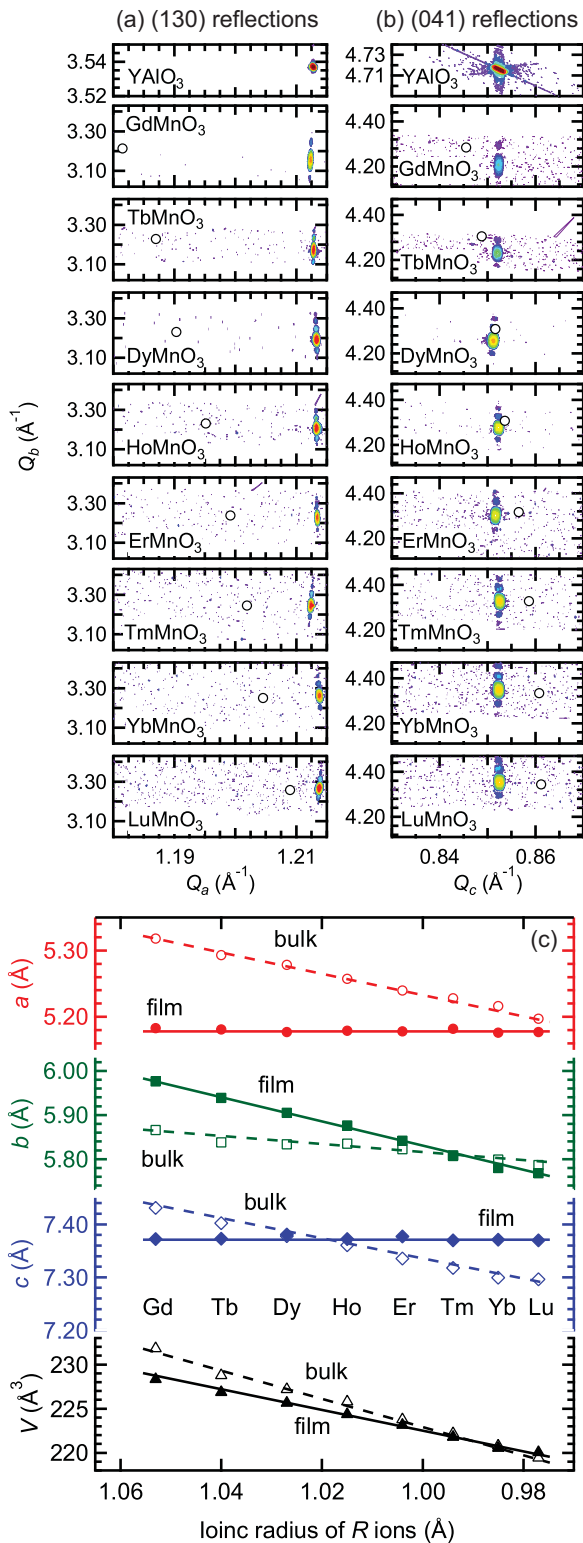 (a) (130) reflections
(b) (041) reflections
3.54
3.52
YAlO3
4.73
4.71
YAlO3
3.30
3.10
GdMnO3
4.40
4.20
GdMnO3
3.30
3.10
TbMnO3
4.40
4.20
TbMnO3
3.30
3.10
DyMnO3
4.40
4.20
DyMnO3
3.30
3.10
HoMnO3
4.40
4.20
HoMnO3
3.30
3.10
ErMnO3
4.40
4.20
ErMnO3
3.30
3.10
TmMnO3
4.40
4.20
TmMnO3
3.30
3.10
YbMnO3
4.40
4.20
YbMnO3
3.30
3.10
LuMnO3
4.40
4.20
LuMnO3
Qb (Å-1)
1.19
1.21
Qa (Å-1)
0.84
0.86
Qc (Å-1)
(c)
a (Å)
5.30
5.20
bulk
film
b (Å)
6.00
5.90
5.80
film
bulk
c (Å)
7.40
7.30
7.20
bulk
film
Gd Tb Dy Ho Er Tm Yb Lu
V (Å3)
230
225
220
bulk
film
1.06 1.04 1.02 1.00 0.98
loinc radius of R ions (Å)